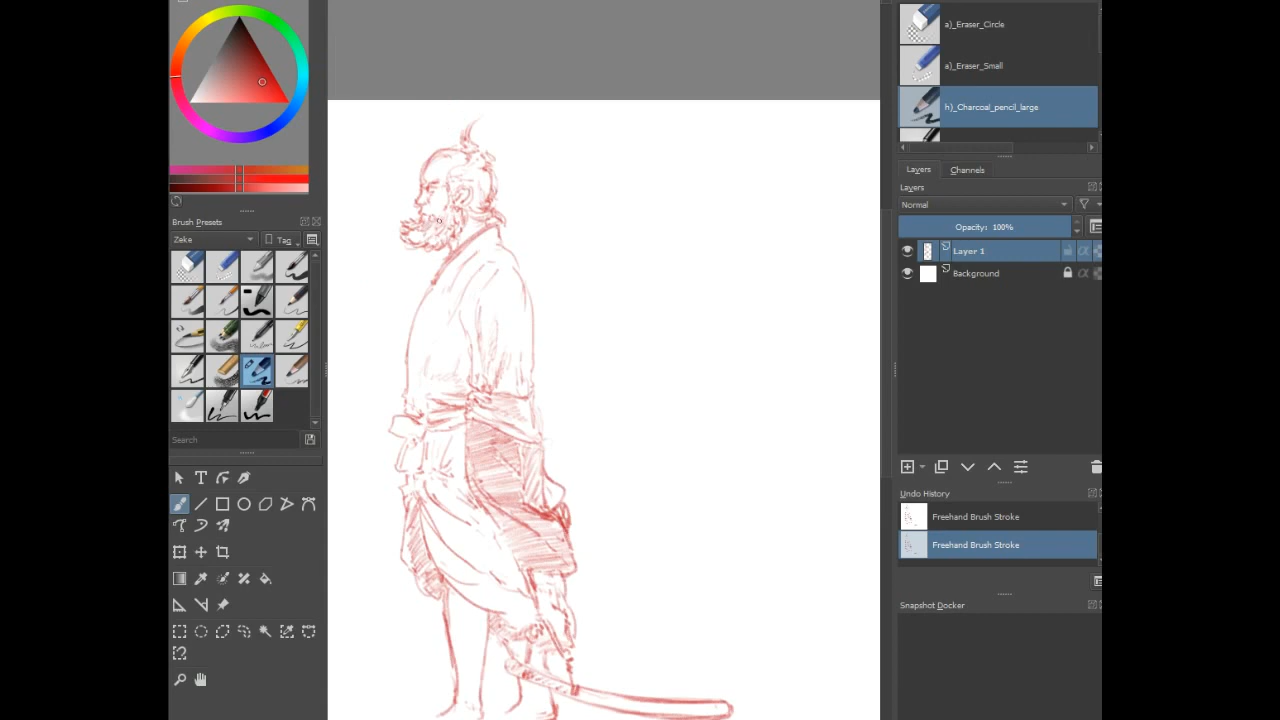 a)_Eraser_Circle
a)_Eraser_Small
h)_Charcoal_pencil_large
Layers
Channels
Layers
Normal
Opacity: 100%
Layer 1
Background
Brush Presets
Zeke
Tag
Search
Undo History
Freehand Brush Stroke
Freehand Brush Stroke
Snapshot Docker